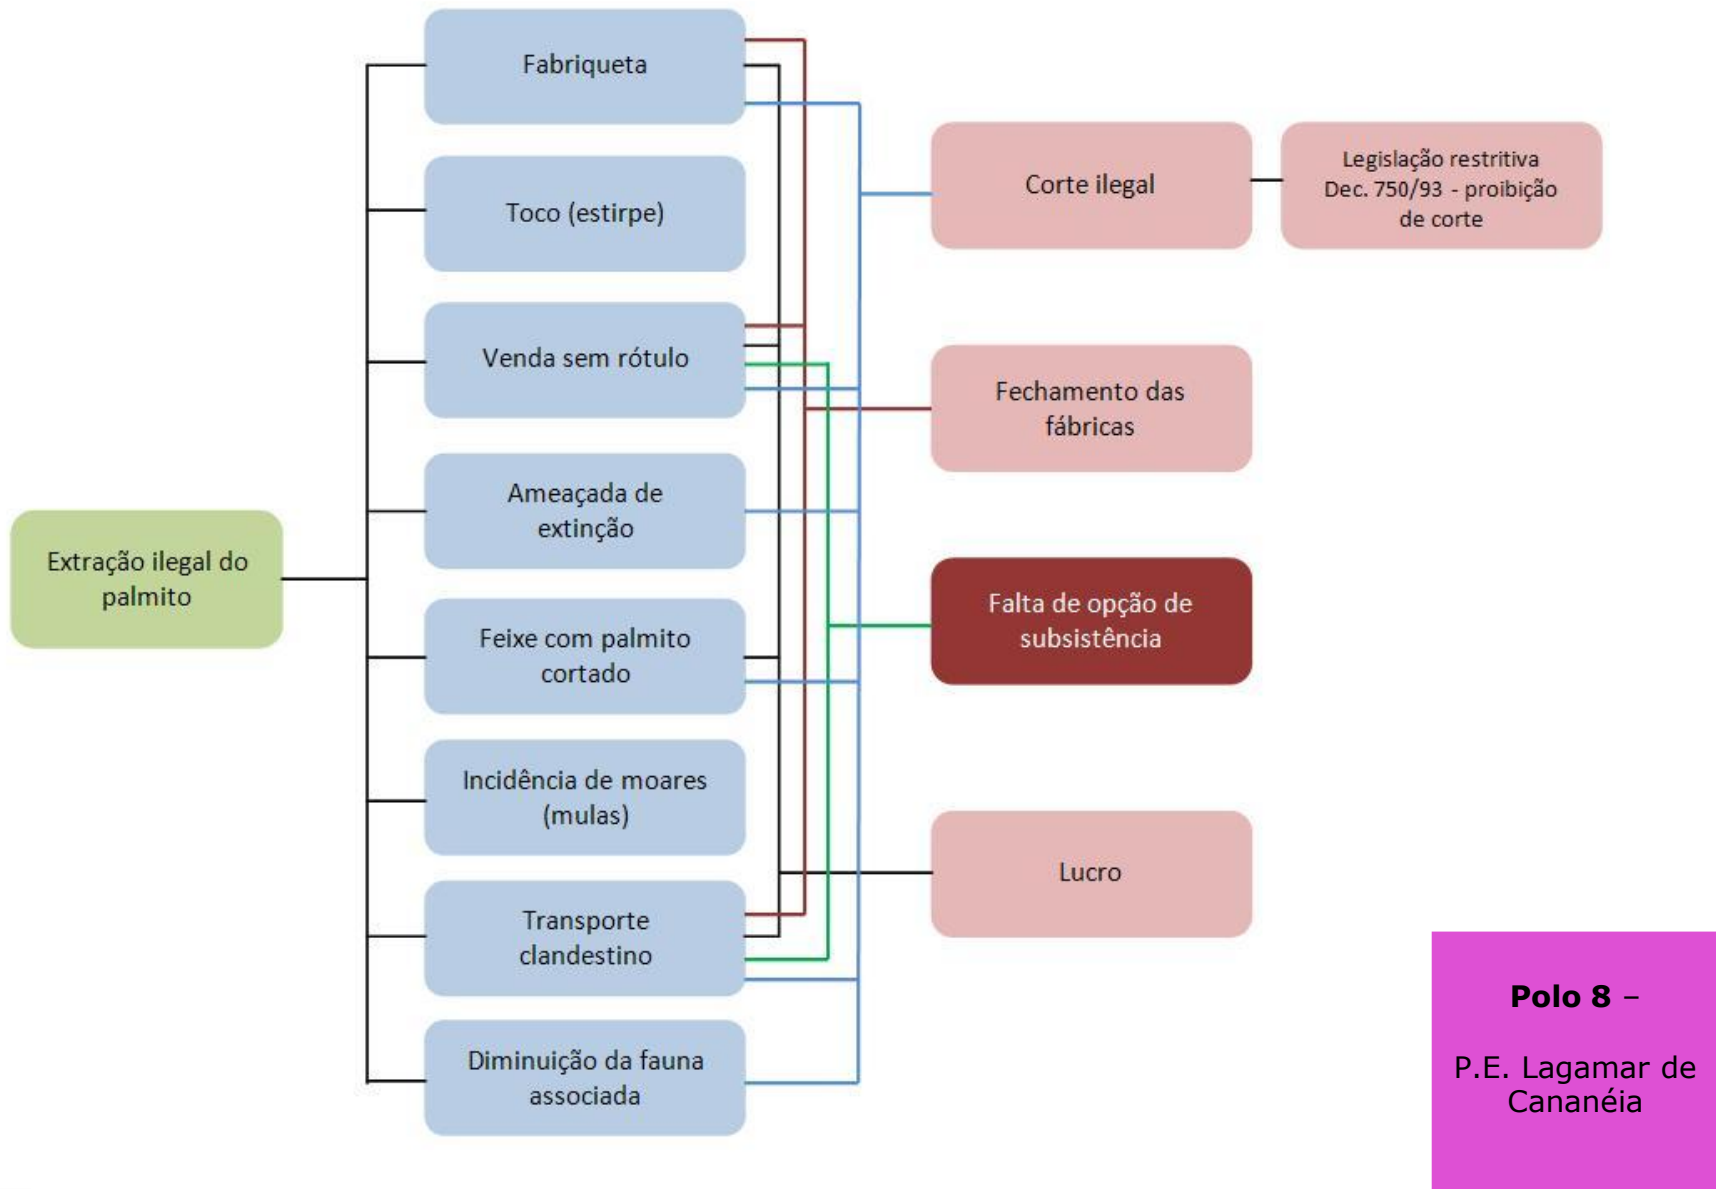 Extração ilegal do
palmito
Fabriqueta
Toco (estirpe)
Venda sem rótulo
Ameaçada de
extinção
Feixe com palmito
cortado
Incidência de moares
(mulas)
Transporte
clandestino
Diminuição da fauna
associada
Corte ilegal
Fechamento das
fábricas
Falta de opção de
subsistência
Lucro
Legislação restritiva
Dec. 750/93 - proibição
de corte
Polo 8 –
P.E. Lagamar de
Cananéia